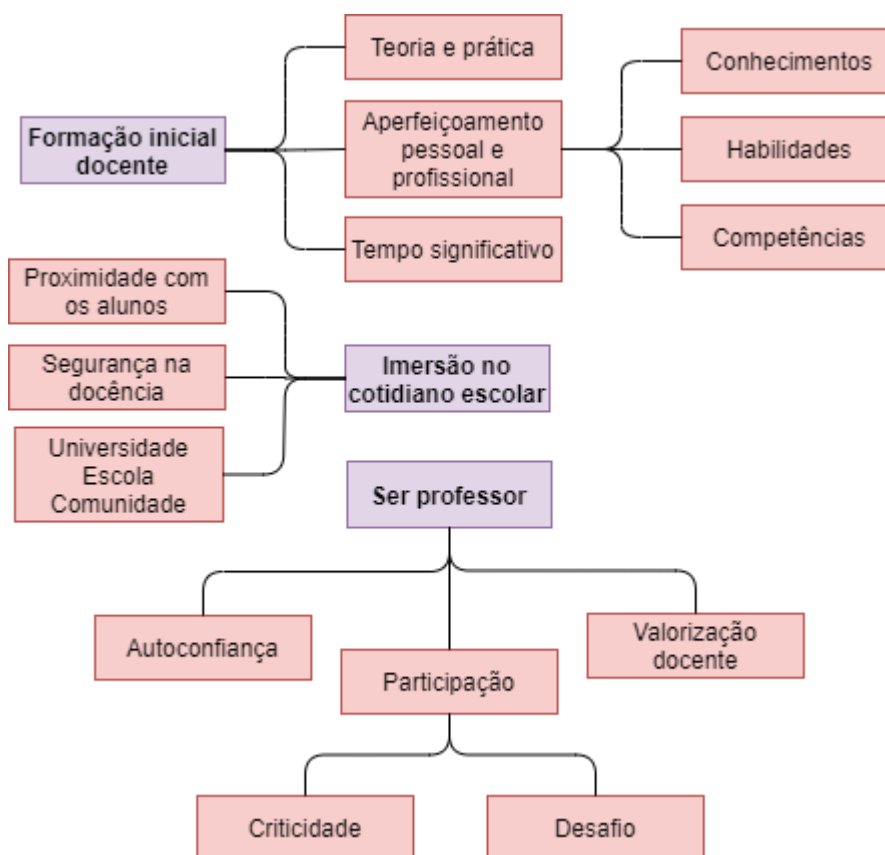 Formação inicial
docente
Teoria e prática
Aperfeiçoamento
pessoal e
profissional
Tempo significativo
Conhecimentos
Habilidades
Competências
Imersão no
cotidiano escolar
Proximidade com
os alunos
Segurança na
docência
Universidade
Escola
Comunidade
Ser professor
Autoconfiança
Participação
Valorização
docente
Criticidade
Desafio